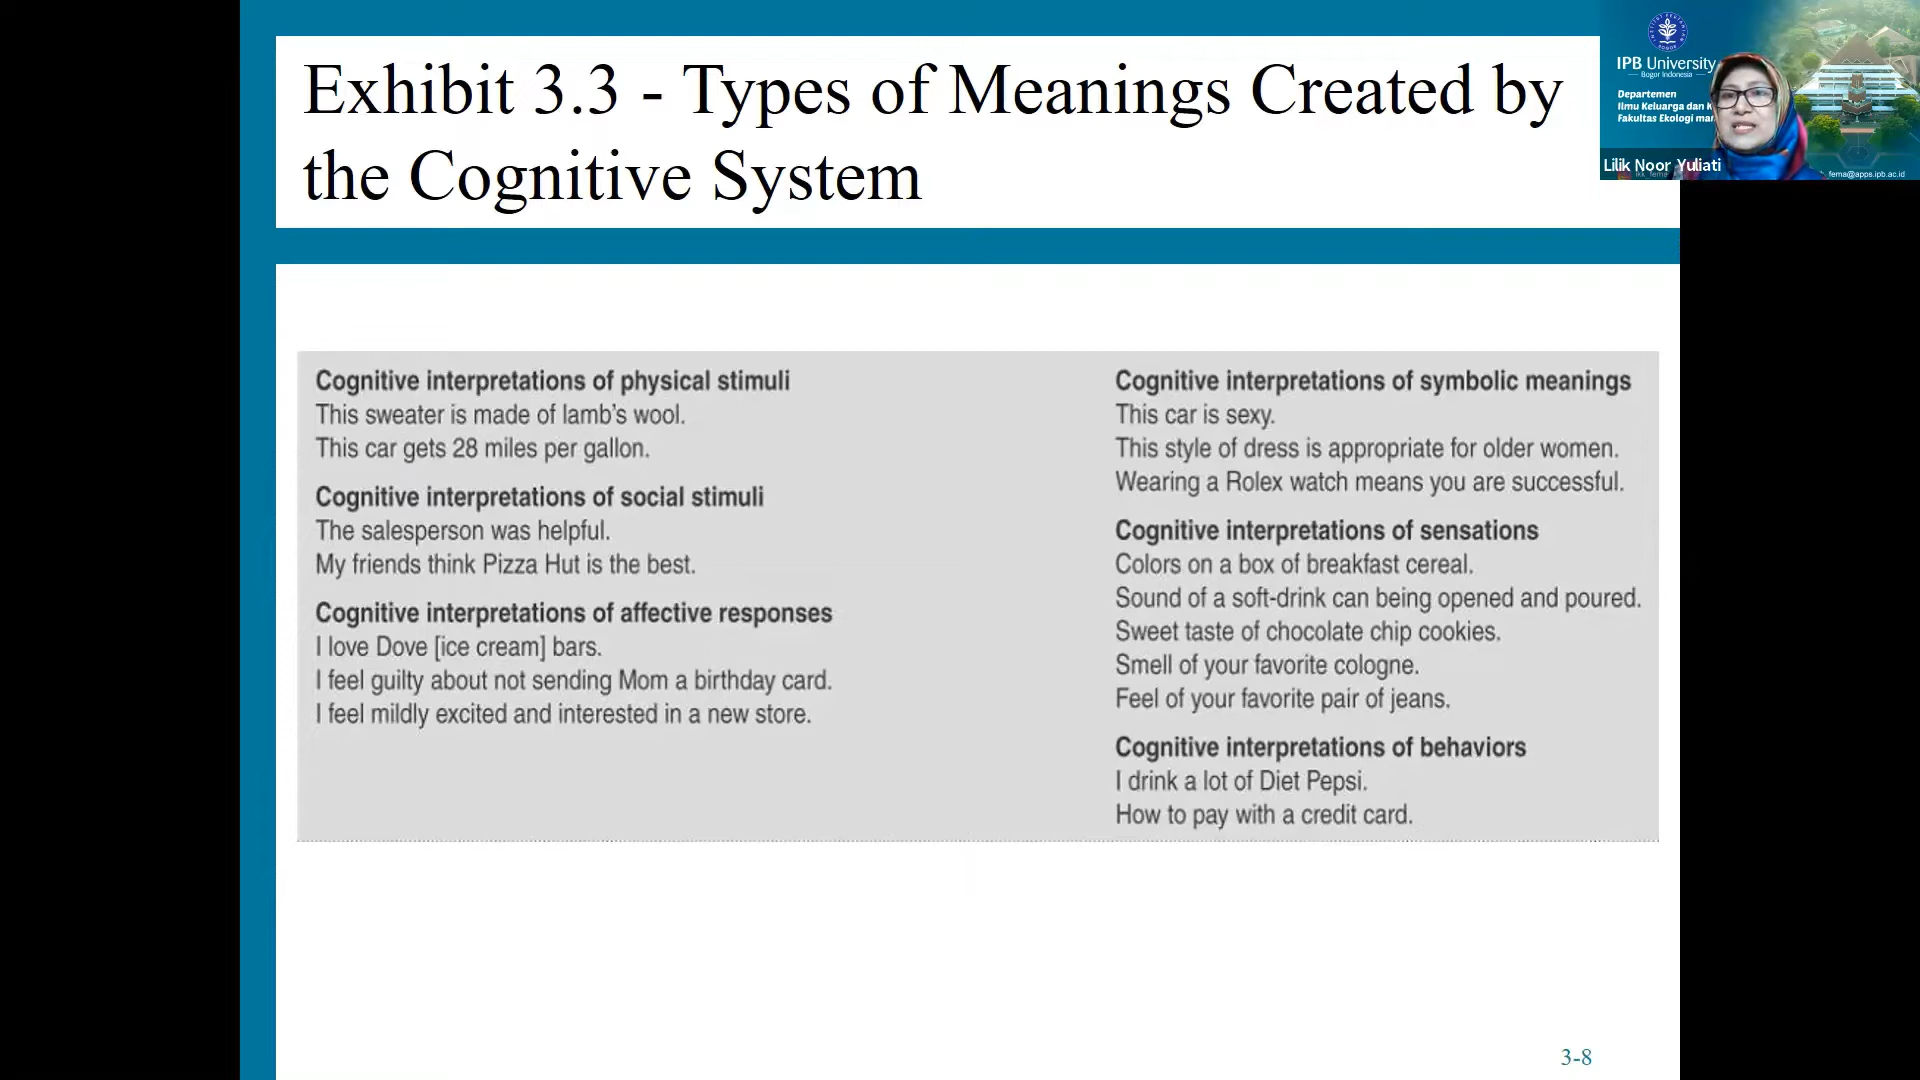 Exhibit 3.3 - Types of Meanings Created by
the Cognitive System
Cognitive interpretations of physical stimuli
This sweater is made of lamb's wool.
This car gets 28 miles per gallon.
Cognitive interpretations of social stimuli
The salesperson was helpful.
My friends think Pizza Hut is the best.
Cognitive interpretations of affective responses
I love Dove [ice cream] bars.
I feel guilty about not sending Mom a birthday card.
I feel mildly excited and interested in a new store.
Cognitive interpretations of symbolic meanings
This car is sexy.
This style of dress is appropriate for older women.
Wearing a Rolex watch means you are successful.
Cognitive interpretations of sensations
Colors on a box of breakfast cereal.
Sound of a soft-drink can being opened and poured.
Sweet taste of chocolate chip cookies.
Smell of your favorite cologne.
Feel of your favorite pair of jeans.
Cognitive interpretations of behaviors
I drink a lot of Diet Pepsi.
How to pay with a credit card.
3-8
INSTITUT PERTANIAN BOGOR
IPB University
Bogor Indonesia
Departemen
Ilmu Keluarga dan
Fakultas Ekologi
Lilik Noor Yuliati
fema@apps.ipb.ac.id